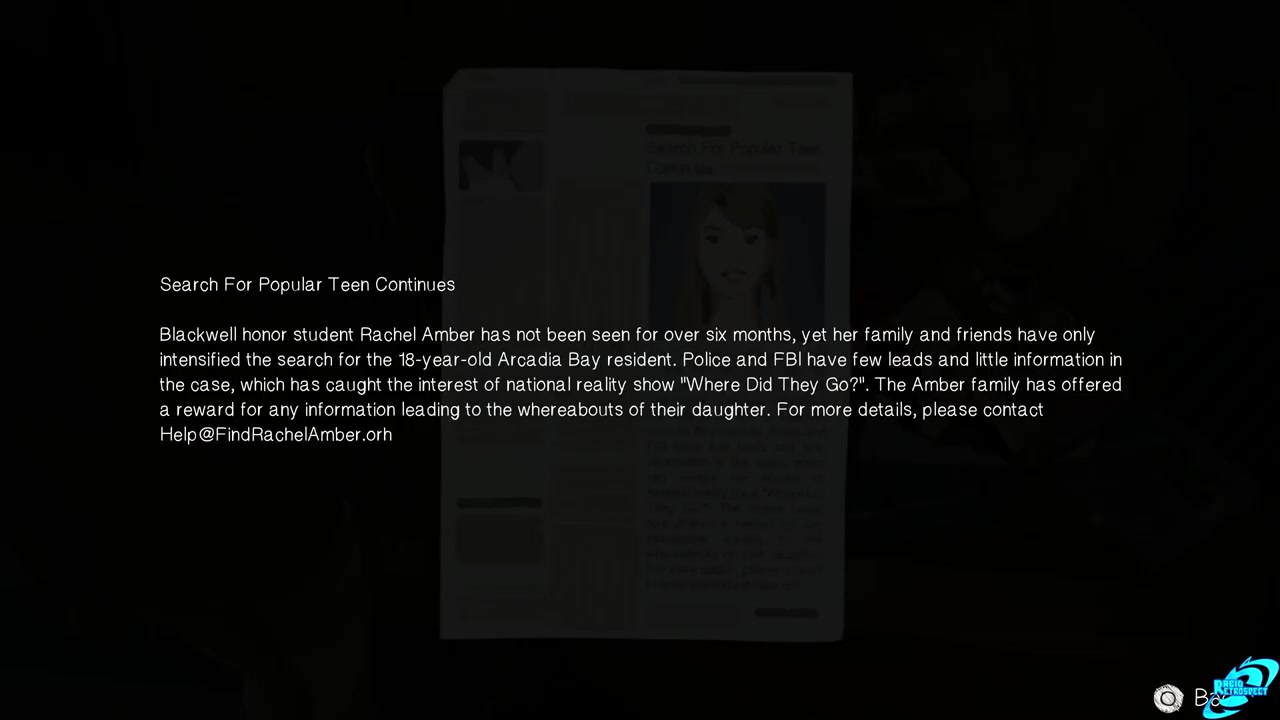 Search For Popular Teen
Continues
Search For Popular Teen Continues
Blackwell honor student Rachel Amber has not been seen for over six months, yet her family and friends have only
intensified the search for the 18-year-old Arcadia Bay resident. Police and FBI have few leads and little information in
the case, which has caught the interest of national reality show "Where Did They Go?". The Amber family has offered
a reward for any information leading to the whereabouts of their daughter. For more details, please contact
Help@FindRachelAmber.orh
RAPID
RETROSPECT